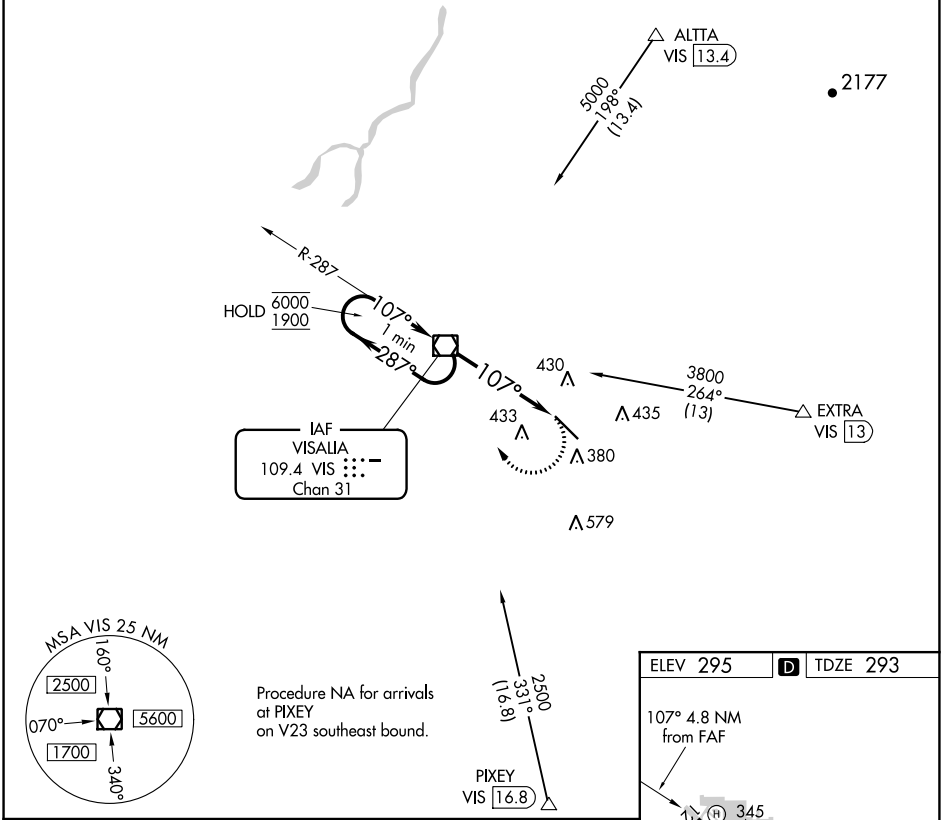 ALTTA
VIS 13.4
2177
5000
198°
(13.4)
R-287
HOLD 6000
1900
107°
1 min
287°
107°
430
433
435
380
579
3800
264°
(13)
EXTRA
VIS 13
IAF
VISALIA
109.4 VIS
Chan 31
MSA VIS 25 NM
160°
2500
070°
5600
1700
340°
Procedure NA for arrivals
at PIXEY
on V23 southeast bound.
2500
331°
(16.8)
PIXEY
VIS 16.8
ELEV 295 D TDZE 293
107° 4.8 NM
from FAF
H 345